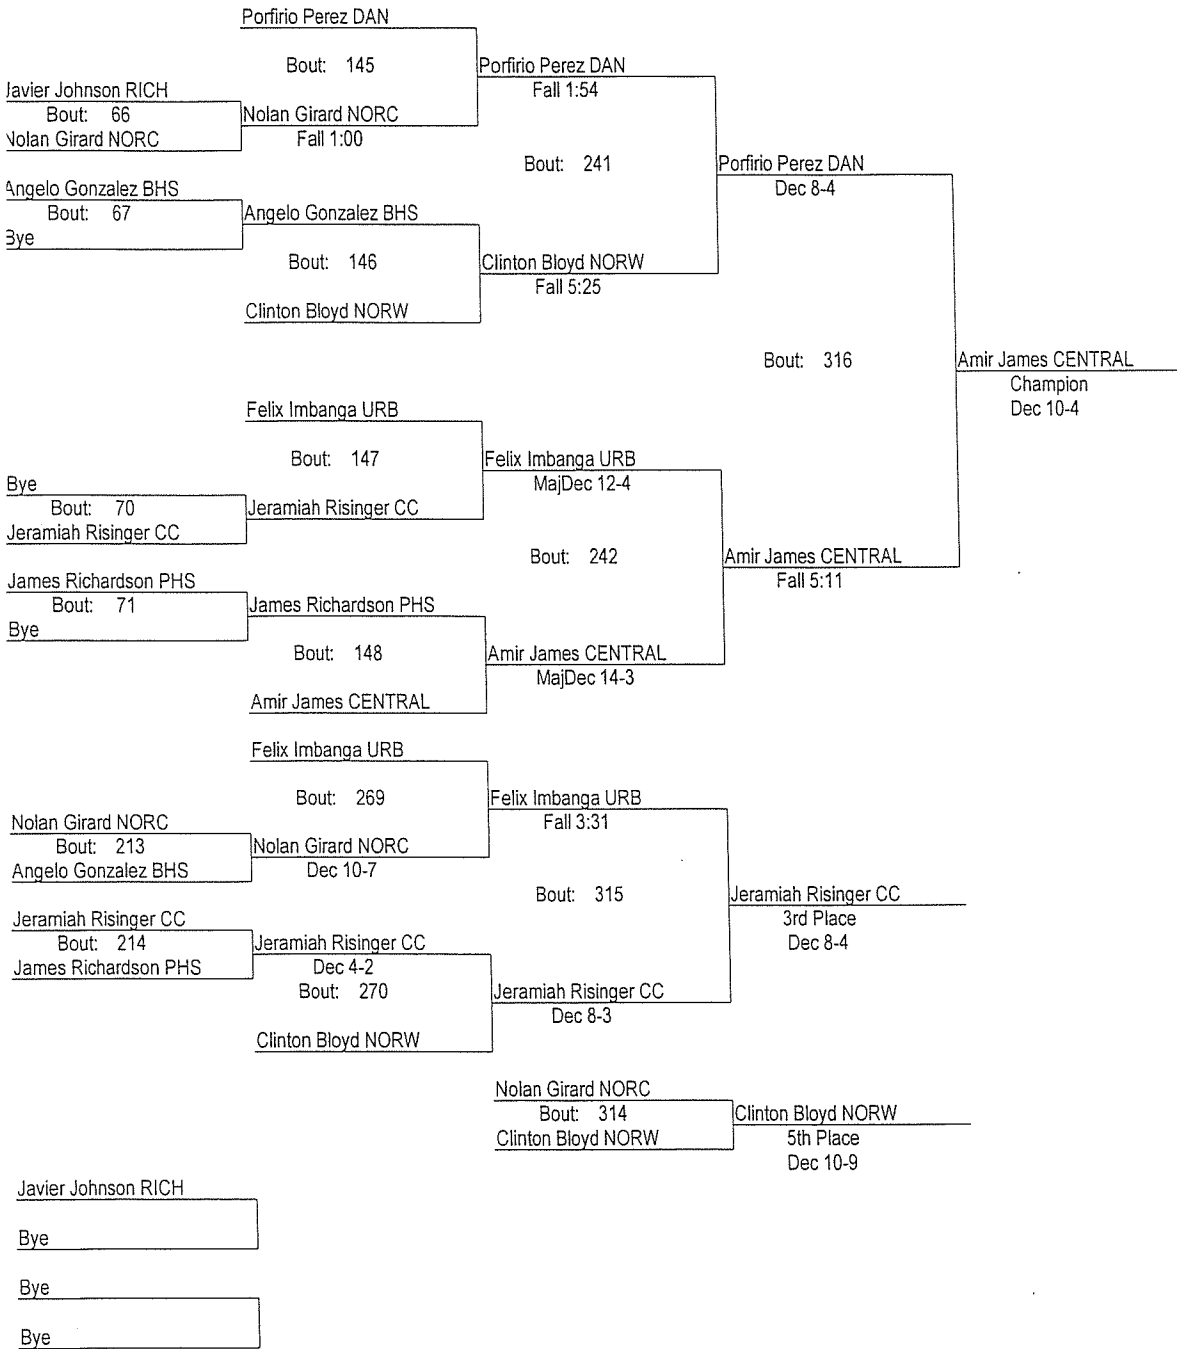 Porfirio Perez DAN
Bout: 145
Porfirio Perez DAN
Fall 1:54
Javier Johnson RICH
Bout: 66
Nolan Girard NORC
Nolan Girard NORC
Fall 1:00
Bout: 241
Porfirio Perez DAN
Dec 8-4
Angelo Gonzalez BHS
Bout: 67
Bye
Angelo Gonzalez BHS
Bout: 146
Clinton Bloyd NORW
Fall 5:25
Clinton Bloyd NORW
Bout: 316
Amir James CENTRAL
Champion
Dec 10-4
Felix Imbanga URB
Bout: 147
Felix Imbanga URB
MajDec 12-4
Bye
Bout: 70
Jeramiah Risinger CC
Jeramiah Risinger CC
Bout: 242
Amir James CENTRAL
Fall 5:11
James Richardson PHS
Bout: 71
Bye
James Richardson PHS
Bout: 148
Amir James CENTRAL
MajDec 14-3
Amir James CENTRAL
Felix Imbanga URB
Bout: 269
Felix Imbanga URB
Fall 3:31
Nolan Girard NORC
Bout: 213
Angelo Gonzalez BHS
Nolan Girard NORC
Dec 10-7
Bout: 315
Jeramiah Risinger CC
3rd Place
Dec 8-4
Jeramiah Risinger CC
Bout: 214
James Richardson PHS
Jeramiah Risinger CC
Dec 4-2
Bout: 270
Jeramiah Risinger CC
Dec 8-3
Clinton Bloyd NORW
Nolan Girard NORC
Bout: 314
Clinton Bloyd NORW
Clinton Bloyd NORW
5th Place
Dec 10-9
Javier Johnson RICH
Bye
Bye
Bye